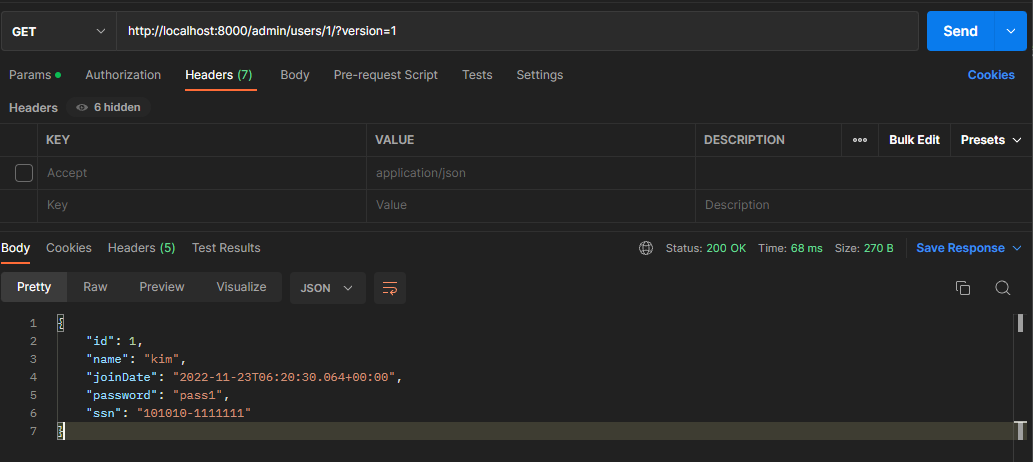 GET http://localhost:8000/admin/users/1/?version=1 Send
Params Authorization Headers (7) Body Pre-request Script Tests Settings Cookies
Headers 6 hidden
KEY VALUE DESCRIPTION ooo Bulk Edit Presets
Accept application/json
Key Value Description
Body Cookies Headers (5) Test Results Status: 200 OK Time: 68 ms Size: 270 B Save Response
Pretty Raw Preview Visualize JSON
1 {
2 "id": 1,
3 "name": "kim",
4 "joinDate": "2022-11-23T06:20:30.064+00:00",
5 "password": "pass1",
6 "ssn": "101010-1111111"
7 }